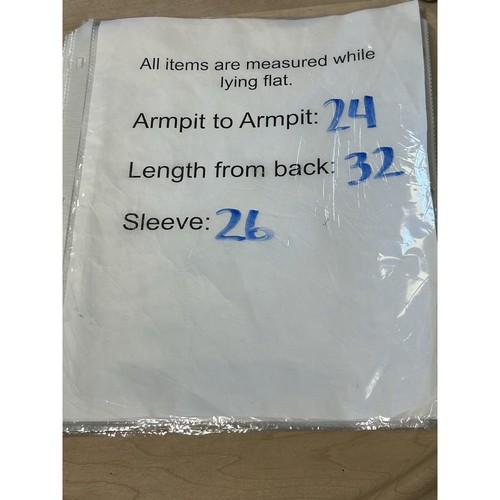 All items are measured while
lying flat.
Armpit to Armpit: 24
Length from back: 32
Sleeve: 26